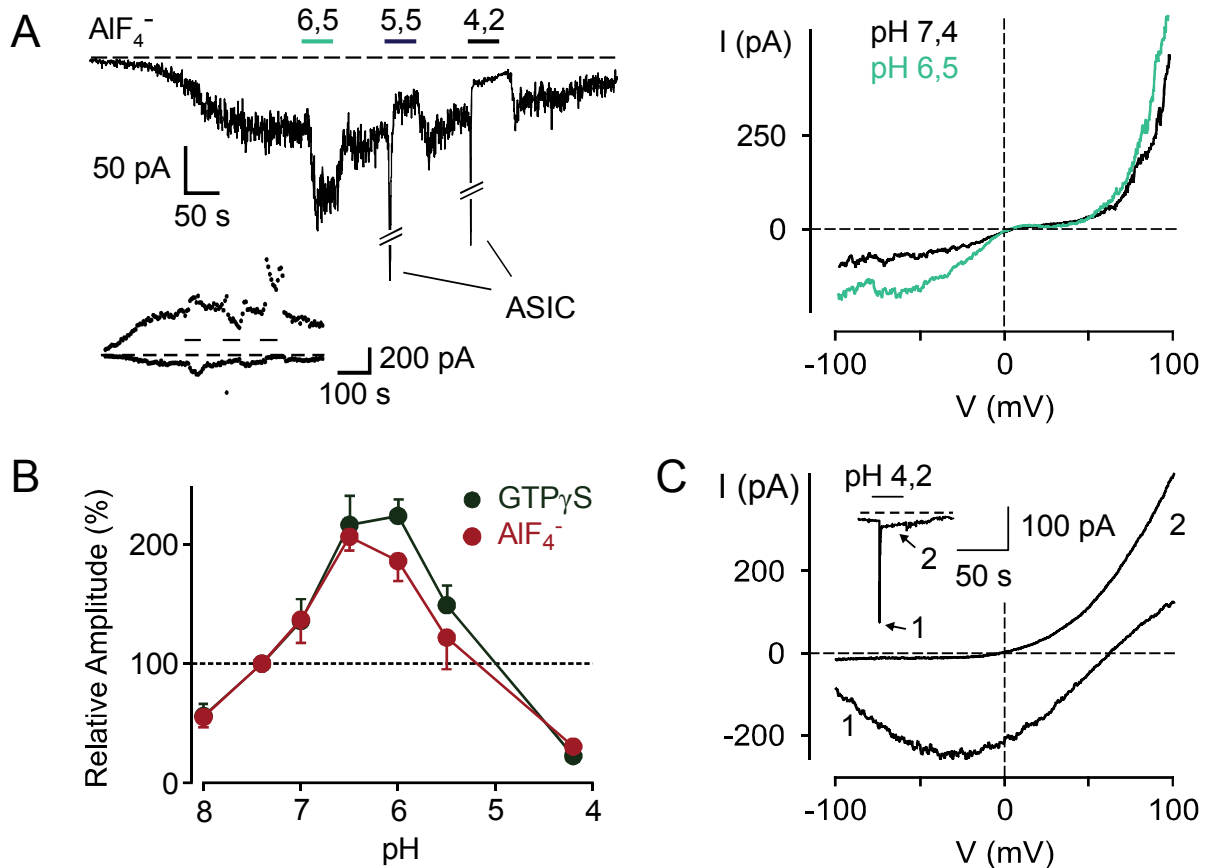 A
AlF4-
6,5 5,5 4,2
50 pA
50 s
ASIC
200 pA
100 s
I (pA)
pH 7,4
pH 6,5
250
0
-100 0 100
V (mV)
B
Relative Amplitude (%)
GTPγS
AlF4-
200
100
0
8 7 6 5 4
pH
C
I (pA)
pH 4,2
100 pA
50 s
2
1
2
200
0
1
-200
-100 0 100
V (mV)